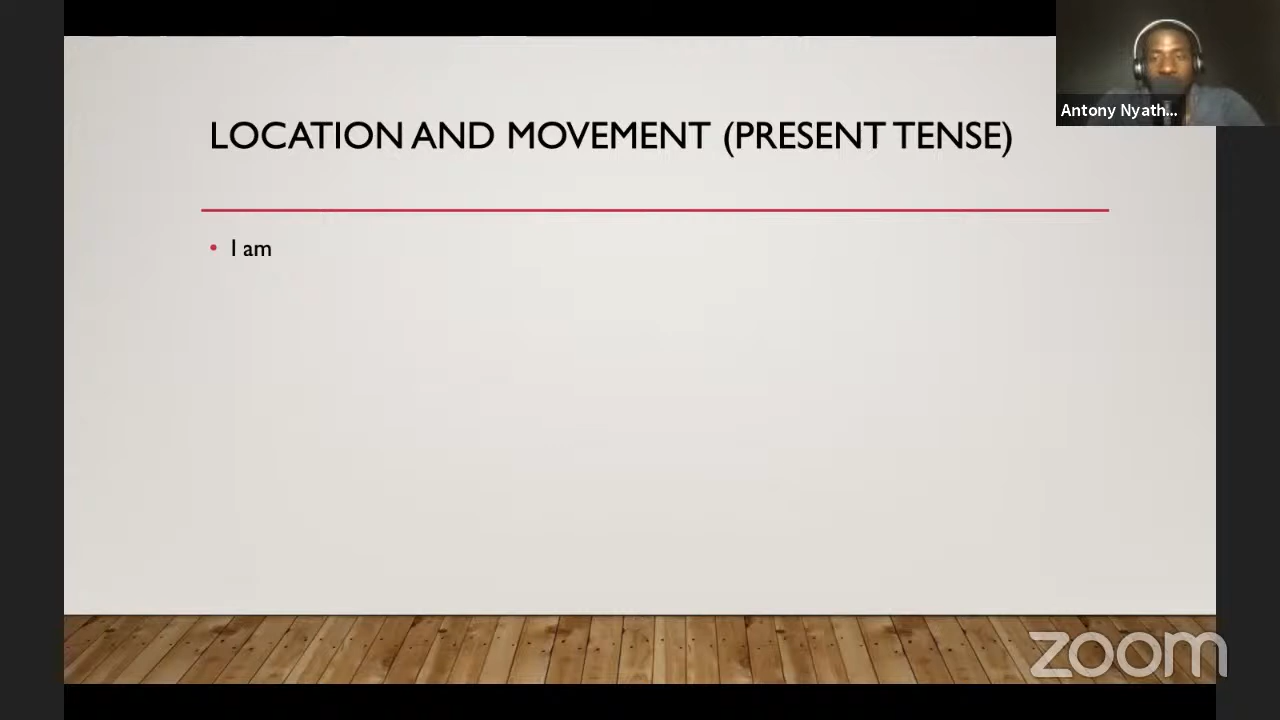 Antony Nyath...
LOCATION AND MOVEMENT (PRESENT TENSE)
• I am
zoom